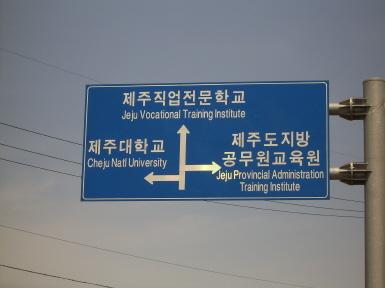 제주직업전문학교
Jeju Vocational Training Institute
제주대학교
Cheju Natl University
제주도지방
공무원교육원
Jeju Provincial Administration
Training Institute